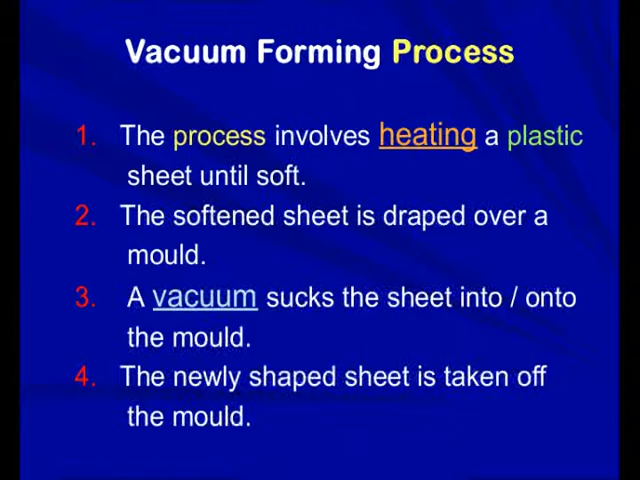 Vacuum Forming Process
1. The process involves heating a plastic
sheet until soft.
2. The softened sheet is draped over a
mould.
3. A vacuum sucks the sheet into / onto
the mould.
4. The newly shaped sheet is taken off
the mould.